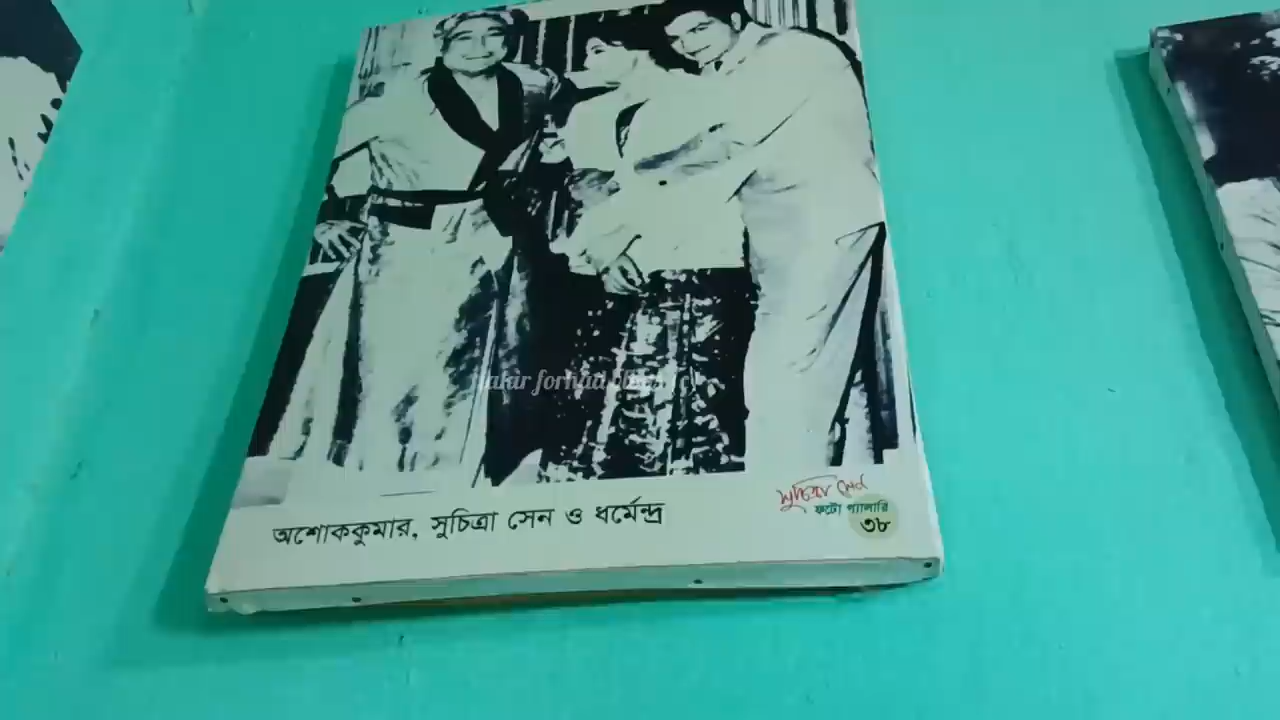 অশোককুমার, সুচিত্রা সেন ও ধর্মেন্দ্র
সুচিত্রা সেন
ফটো গ্যালারি
৩৮